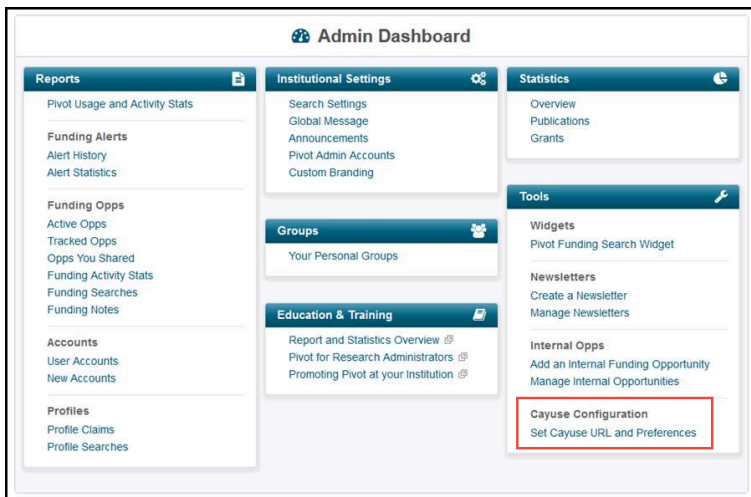 Admin Dashboard
Reports
Pivot Usage and Activity Stats
Funding Alerts
Alert History
Alert Statistics
Funding Opps
Active Opps
Tracked Opps
Opps You Shared
Funding Activity Stats
Funding Searches
Funding Notes
Accounts
User Accounts
New Accounts
Profiles
Profile Claims
Profile Searches
Institutional Settings
Search Settings
Global Message
Announcements
Pivot Admin Accounts
Custom Branding
Groups
Your Personal Groups
Education & Training
Report and Statistics Overview
Pivot for Research Administrators
Promoting Pivot at your Institution
Statistics
Overview
Publications
Grants
Tools
Widgets
Pivot Funding Search Widget
Newsletters
Create a Newsletter
Manage Newsletters
Internal Opps
Add an Internal Funding Opportunity
Manage Internal Opportunities
Cayuse Configuration
Set Cayuse URL and Preferences